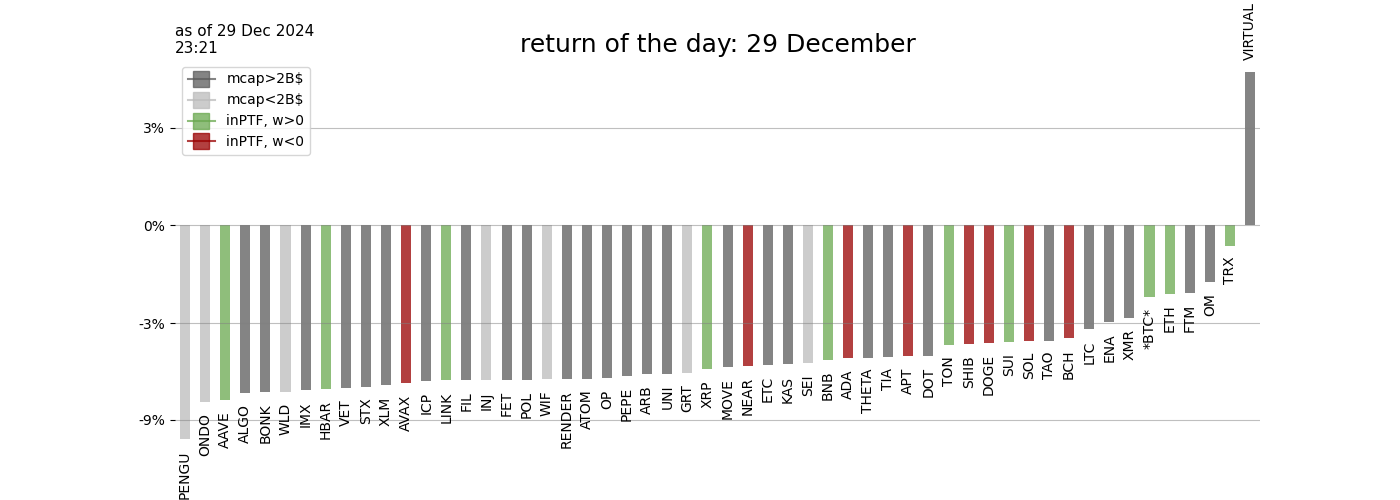 as of 29 Dec 2024
23:21
return of the day: 29 December
mcap>2B$
mcap<2B$
inPTF, w>0
inPTF, w<0
3%
0%
-3%
-9%
PENGU
ONDO
AAVE
ALGO
BONK
WLD
IMX
HBAR
VET
STX
XLM
AVAX
ICP
LINK
FIL
INJ
FET
POL
WIF
RENDER
ATOM
OP
PEPE
ARB
UNI
GRT
XRP
MOVE
NEAR
ETC
KAS
SEI
BNB
ADA
THETA
TIA
APT
DOT
TON
SHIB
DOGE
SUI
SOL
TAO
BCH
LTC
ENA
XMR
*BTC*
ETH
FTM
OM
TRX
VIRTUAL